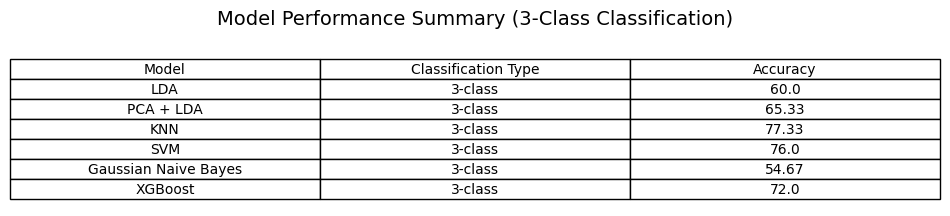 Model Performance Summary (3-Class Classification)
Model Classification Type Accuracy
LDA 3-class 60.0
PCA + LDA 3-class 65.33
KNN 3-class 77.33
SVM 3-class 76.0
Gaussian Naive Bayes 3-class 54.67
XGBoost 3-class 72.0